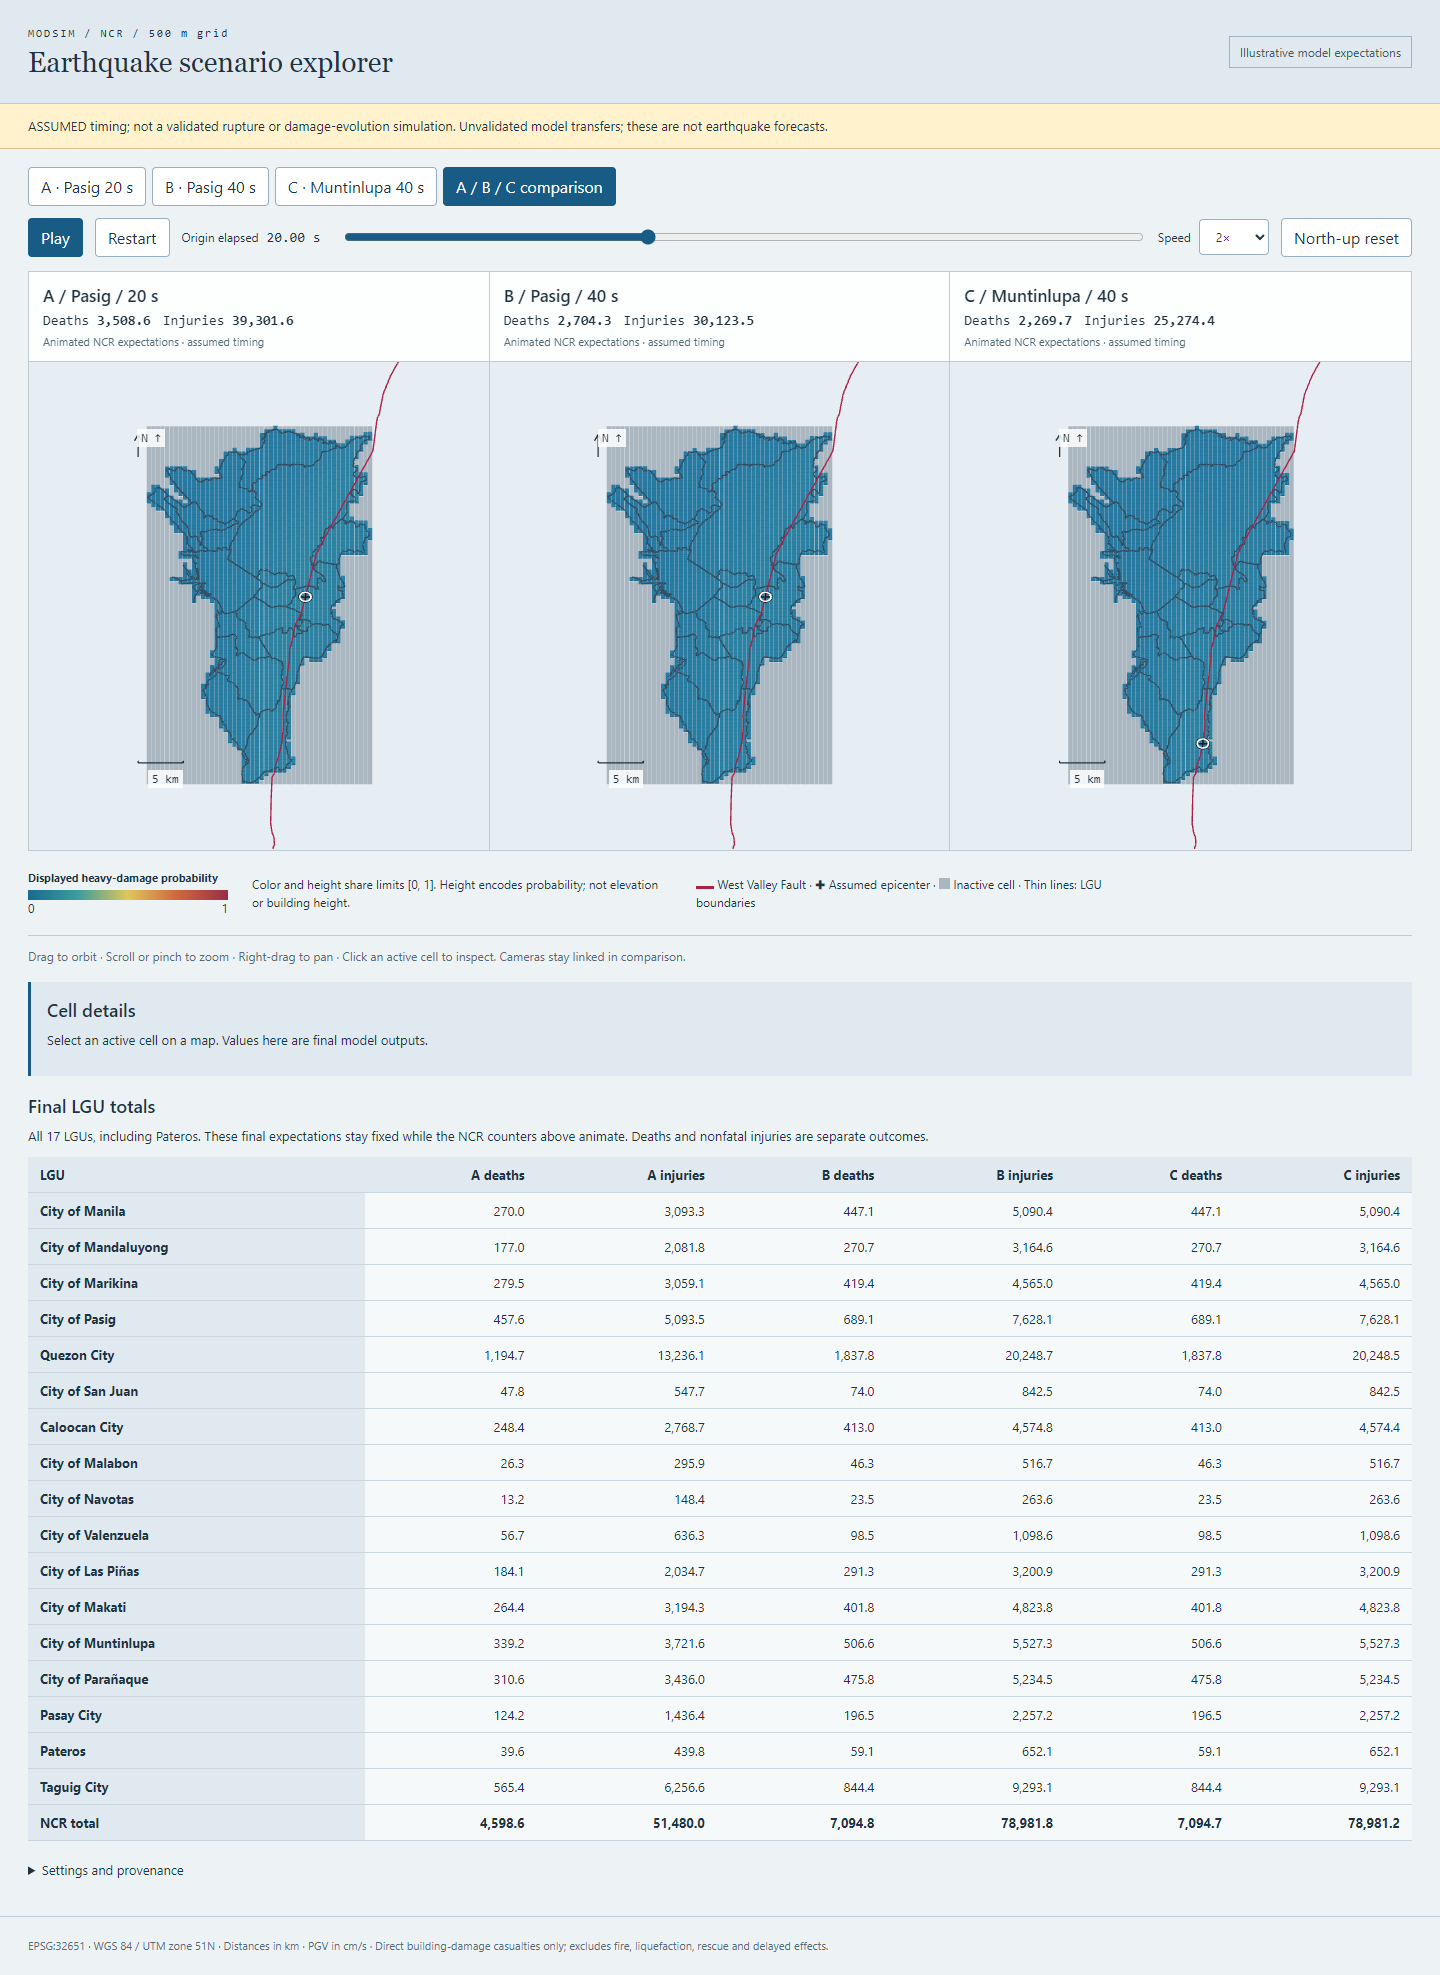 MODSIM / NCR / 500 m grid
Earthquake scenario explorer
Illustrative model expectations
ASSUMED timing; not a validated rupture or damage-evolution simulation. Unvalidated model transfers; these are not earthquake forecasts.
A · Pasig 20 s B · Pasig 40 s C · Muntinlupa 40 s A / B / C comparison
Play Restart Origin elapsed 20.00 s Speed 2× North-up reset
A / Pasig / 20 s
Deaths 3,508.6 Injuries 39,301.6
Animated NCR expectations · assumed timing
N ↑
5 km
B / Pasig / 40 s
Deaths 2,704.3 Injuries 30,123.5
Animated NCR expectations · assumed timing
N ↑
5 km
C / Muntinlupa / 40 s
Deaths 2,269.7 Injuries 25,274.4
Animated NCR expectations · assumed timing
N ↑
5 km
Displayed heavy-damage probability
0 1
Color and height share limits [0, 1]. Height encodes probability; not elevation
or building height.
West Valley Fault · ✚ Assumed epicenter · Inactive cell · Thin lines: LGU
boundaries
Drag to orbit · Scroll or pinch to zoom · Right-drag to pan · Click an active cell to inspect. Cameras stay linked in comparison.
Cell details
Select an active cell on a map. Values here are final model outputs.
Final LGU totals
All 17 LGUs, including Pateros. These final expectations stay fixed while the NCR counters above animate. Deaths and nonfatal injuries are separate outcomes.
LGU A deaths A injuries B deaths B injuries C deaths C injuries
City of Manila 270.0 3,093.3 447.1 5,090.4 447.1 5,090.4
City of Mandaluyong 177.0 2,081.8 270.7 3,164.6 270.7 3,164.6
City of Marikina 279.5 3,059.1 419.4 4,565.0 419.4 4,565.0
City of Pasig 457.6 5,093.5 689.1 7,628.1 689.1 7,628.1
Quezon City 1,194.7 13,236.1 1,837.8 20,248.7 1,837.8 20,248.5
City of San Juan 47.8 547.7 74.0 842.5 74.0 842.5
Caloocan City 248.4 2,768.7 413.0 4,574.8 413.0 4,574.4
City of Malabon 26.3 295.9 46.3 516.7 46.3 516.7
City of Navotas 13.2 148.4 23.5 263.6 23.5 263.6
City of Valenzuela 56.7 636.3 98.5 1,098.6 98.5 1,098.6
City of Las Piñas 184.1 2,034.7 291.3 3,200.9 291.3 3,200.9
City of Makati 264.4 3,194.3 401.8 4,823.8 401.8 4,823.8
City of Muntinlupa 339.2 3,721.6 506.6 5,527.3 506.6 5,527.3
City of Parañaque 310.6 3,436.0 475.8 5,234.5 475.8 5,234.5
Pasay City 124.2 1,436.4 196.5 2,257.2 196.5 2,257.2
Pateros 39.6 439.8 59.1 652.1 59.1 652.1
Taguig City 565.4 6,256.6 844.4 9,293.1 844.4 9,293.1
NCR total 4,598.6 51,480.0 7,094.8 78,981.8 7,094.7 78,981.2
▶ Settings and provenance
EPSG:32651 · WGS 84 / UTM zone 51N · Distances in km · PGV in cm/s · Direct building-damage casualties only; excludes fire, liquefaction, rescue and delayed effects.